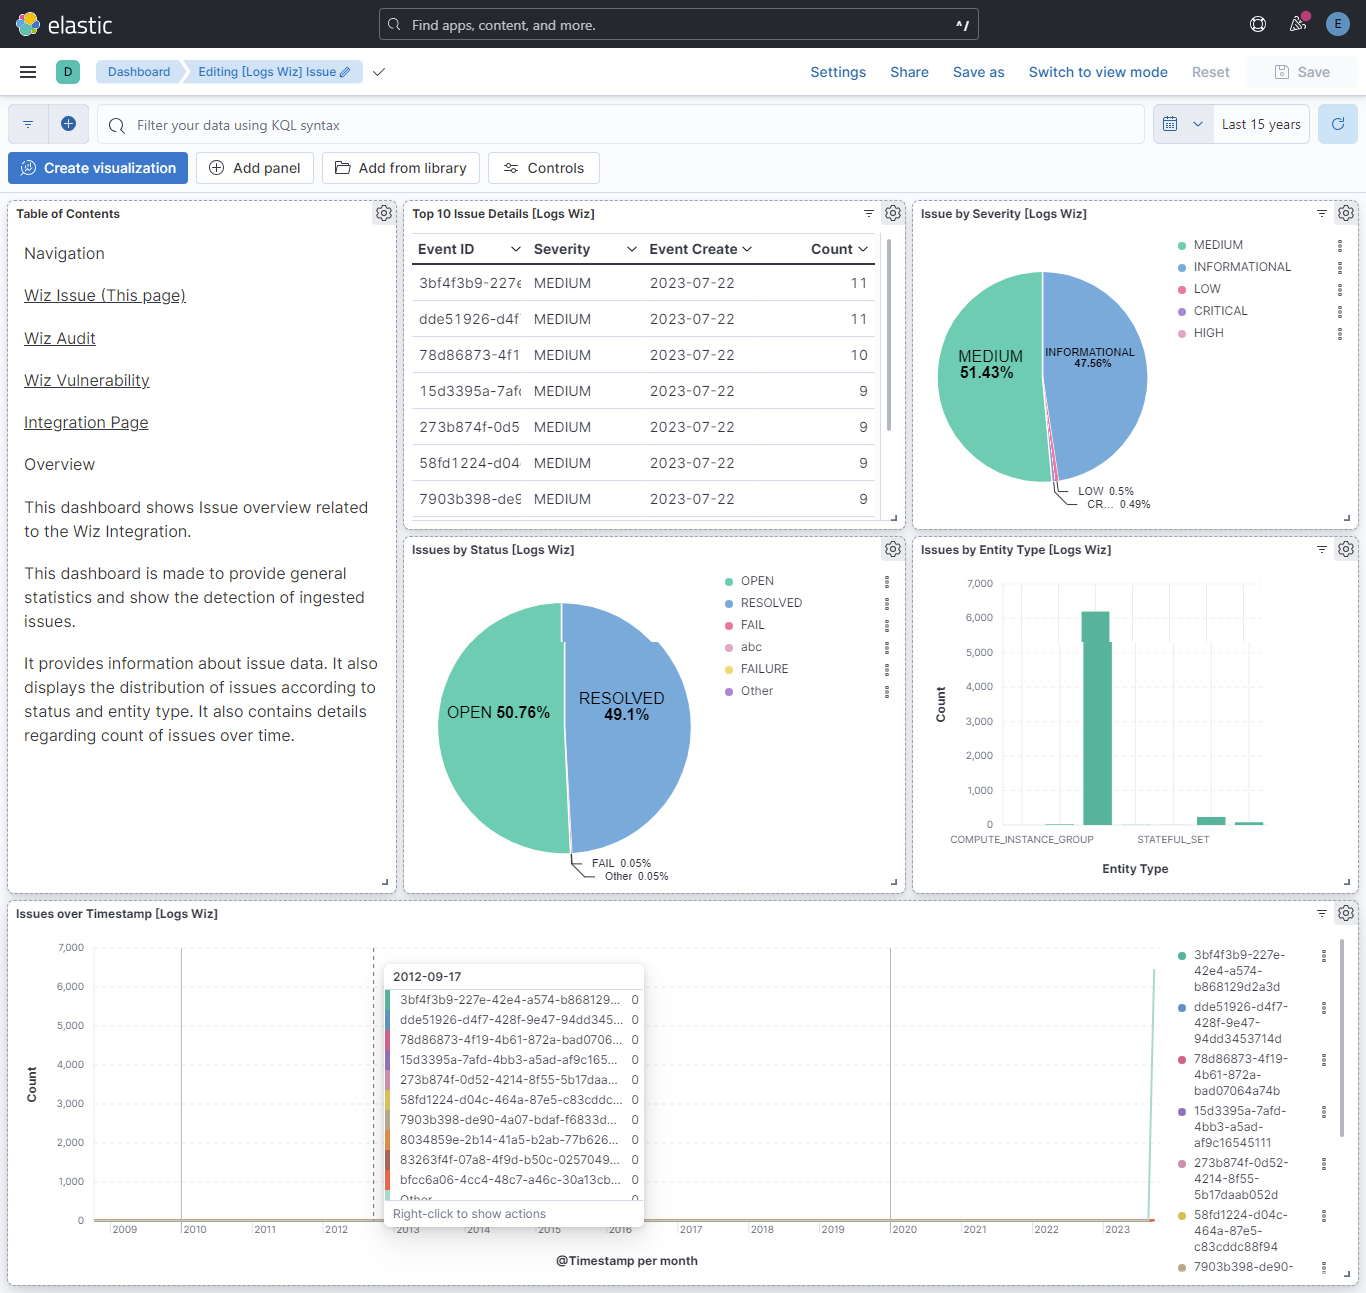 elastic
Find apps, content, and more.
^/
E
D
Dashboard
Editing [Logs Wiz] Issue
Settings
Share
Save as
Switch to view mode
Reset
Save
Filter your data using KQL syntax
Last 15 years
Create visualization
Add panel
Add from library
Controls
Table of Contents
Navigation
Wiz Issue (This page)
Wiz Audit
Wiz Vulnerability
Integration Page
Overview
This dashboard shows Issue overview related
to the Wiz Integration.
This dashboard is made to provide general
statistics and show the detection of ingested
issues.
It provides information about issue data. It also
displays the distribution of issues according to
status and entity type. It also contains details
regarding count of issues over time.
Top 10 Issue Details [Logs Wiz]
Event ID Severity Event Create Count
3bf4f3b9-227e MEDIUM 2023-07-22 11
dde51926-d4f MEDIUM 2023-07-22 11
78d86873-4f1 MEDIUM 2023-07-22 10
15d3395a-7afd MEDIUM 2023-07-22 9
273b874f-0d5 MEDIUM 2023-07-22 9
58fd1224-d04 MEDIUM 2023-07-22 9
7903b398-de9 MEDIUM 2023-07-22 9
Issue by Severity [Logs Wiz]
MEDIUM
51.43%
INFORMATIONAL
47.56%
LOW 0.5%
CR... 0.49%
MEDIUM
INFORMATIONAL
LOW
CRITICAL
HIGH
Issues by Status [Logs Wiz]
OPEN 50.76%
RESOLVED
49.1%
FAIL 0.05%
Other 0.05%
OPEN
RESOLVED
FAIL
abc
FAILURE
Other
Issues by Entity Type [Logs Wiz]
Count
7,000
6,000
5,000
4,000
3,000
2,000
1,000
0
COMPUTE_INSTANCE_GROUP STATEFUL_SET
Entity Type
Issues over Timestamp [Logs Wiz]
Count
7,000
6,000
5,000
4,000
3,000
2,000
1,000
0
2012-09-17
3bf4f3b9-227e-42e4-a574-b868129... 0
dde51926-d4f7-428f-9e47-94dd345... 0
78d86873-4f19-4b61-872a-bad0706... 0
15d3395a-7afd-4bb3-a5ad-af9c165... 0
273b874f-0d52-4214-8f55-5b17daa... 0
58fd1224-d04c-464a-87e5-c83cddc... 0
7903b398-de90-4a07-bdaf-f6833d... 0
8034859e-2b14-41a5-b2ab-77b626... 0
83263f4f-07a8-4f9d-b50c-0257049... 0
bfcc6a06-4cc4-48c7-a46c-30a13cb... 0
Other 0
Right-click to show actions
2009 2010 2011 2012 2013 2014 2015 2016 2017 2018 2019 2020 2021 2022 2023
@Timestamp per month
3bf4f3b9-227e-
42e4-a574-
b868129d2a3d
dde51926-d4f7-
428f-9e47-
94dd3453714d
78d86873-4f19-
4b61-872a-
bad07064a74b
15d3395a-7afd-
4bb3-a5ad-
af9c16545111
273b874f-0d52-
4214-8f55-
5b17daab052d
58fd1224-d04c-
464a-87e5-
c83cddc88f94
7903b398-de90-